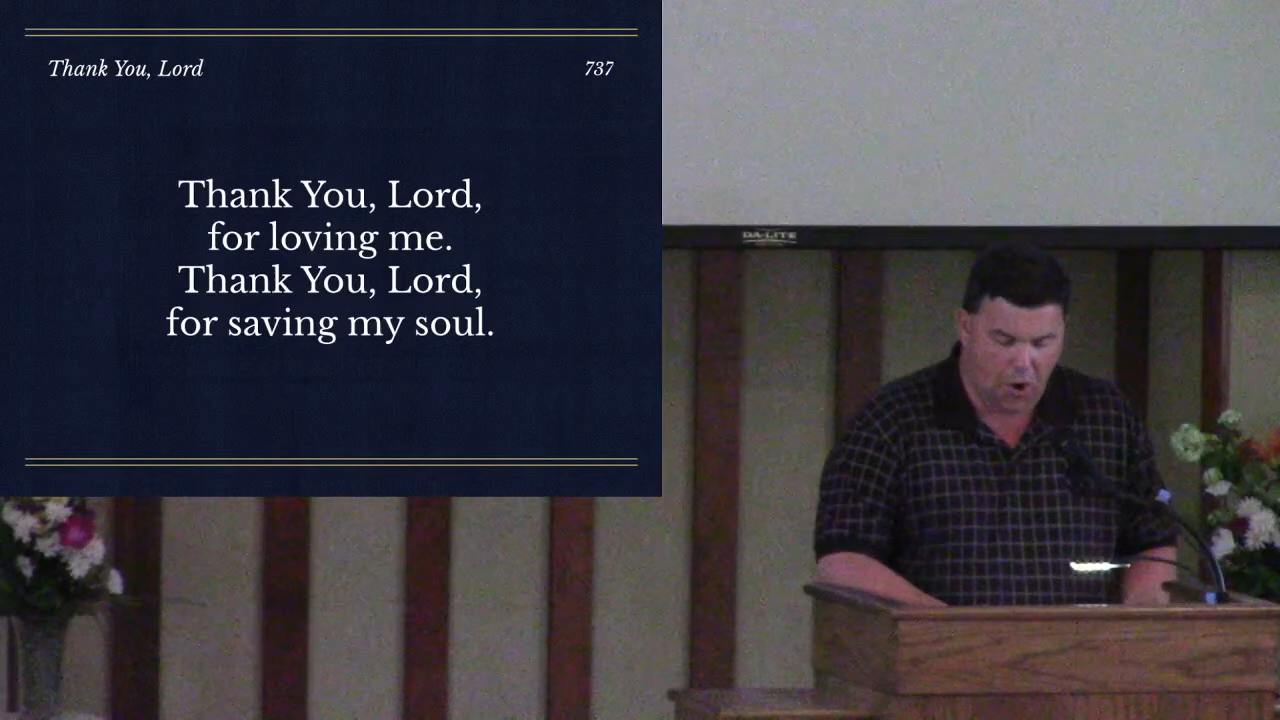 Thank You, Lord
737
Thank You, Lord,
for loving me.
Thank You, Lord,
for saving my soul.
DA-LITE